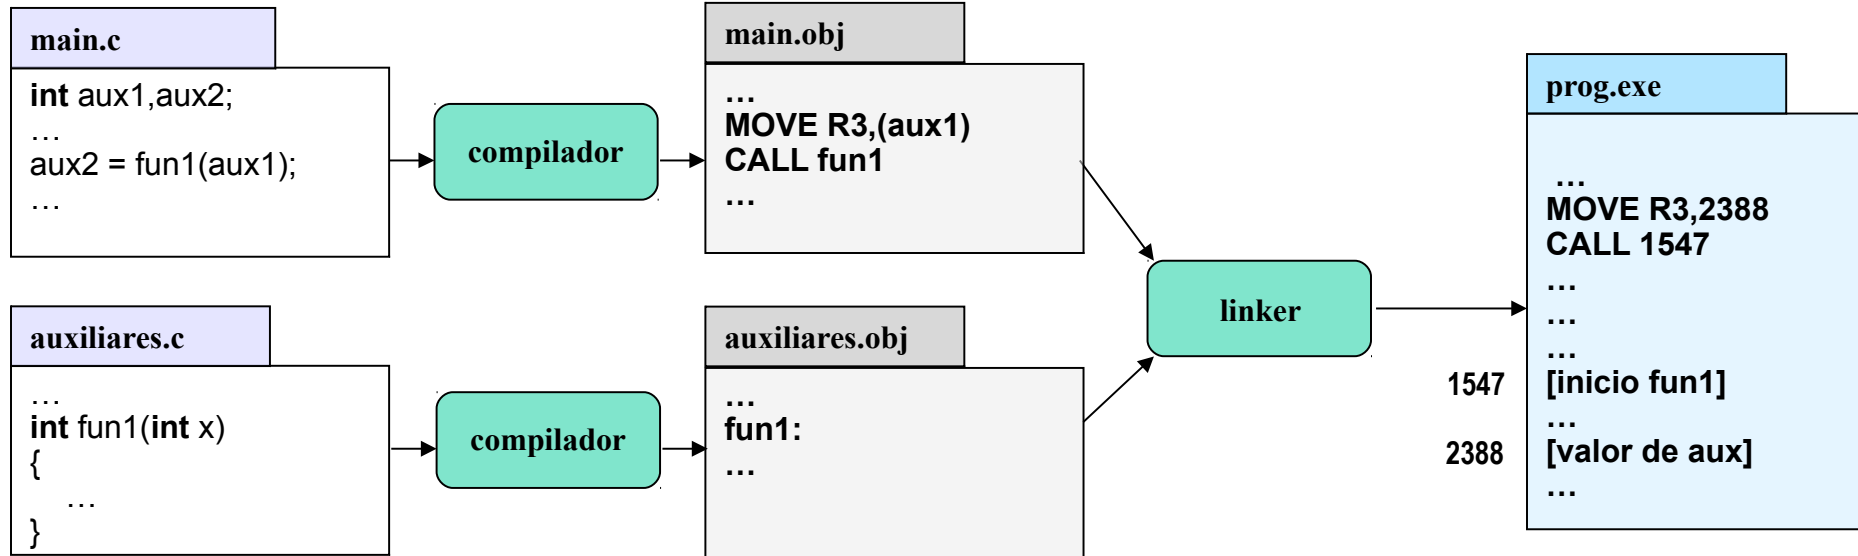 main.c
int aux1,aux2;
…
aux2 = fun1(aux1);
…
compilador
main.obj
…
MOVE R3,(aux1)
CALL fun1
…
auxiliares.c
…
int fun1(int x)
{
…
}
compilador
auxiliares.obj
…
fun1:
…
linker
prog.exe
…
MOVE R3,2388
CALL 1547
…
…
…
1547 [inicio fun1]
…
2388 [valor de aux]
…